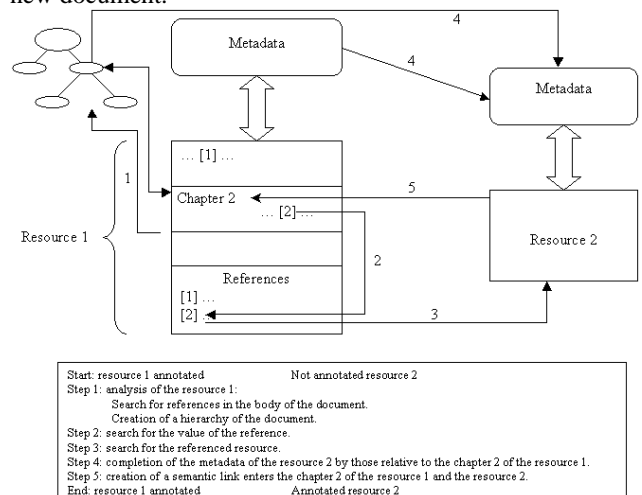 new document.
4
Metadata
4
Metadata
... [1] ...
1
5
Chapter 2
... [2] ...
Resource 1
Resource 2
2
References
[1] ...
[2] ...
3
Start: resource 1 annotated Not annotated resource 2
Step 1: analysis of the resource 1:
Search for references in the body of the document.
Creation of a hierarchy of the document.
Step 2: search for the value of the reference.
Step 3: search for the referenced resource.
Step 4: completion of the metadata of the resource 2 by those relative to the chapter 2 of the resource 1.
Step 5: creation of a semantic link enters the chapter 2 of the resource 1 and the resource 2.
End: resource 1 annotated Annotated resource 2